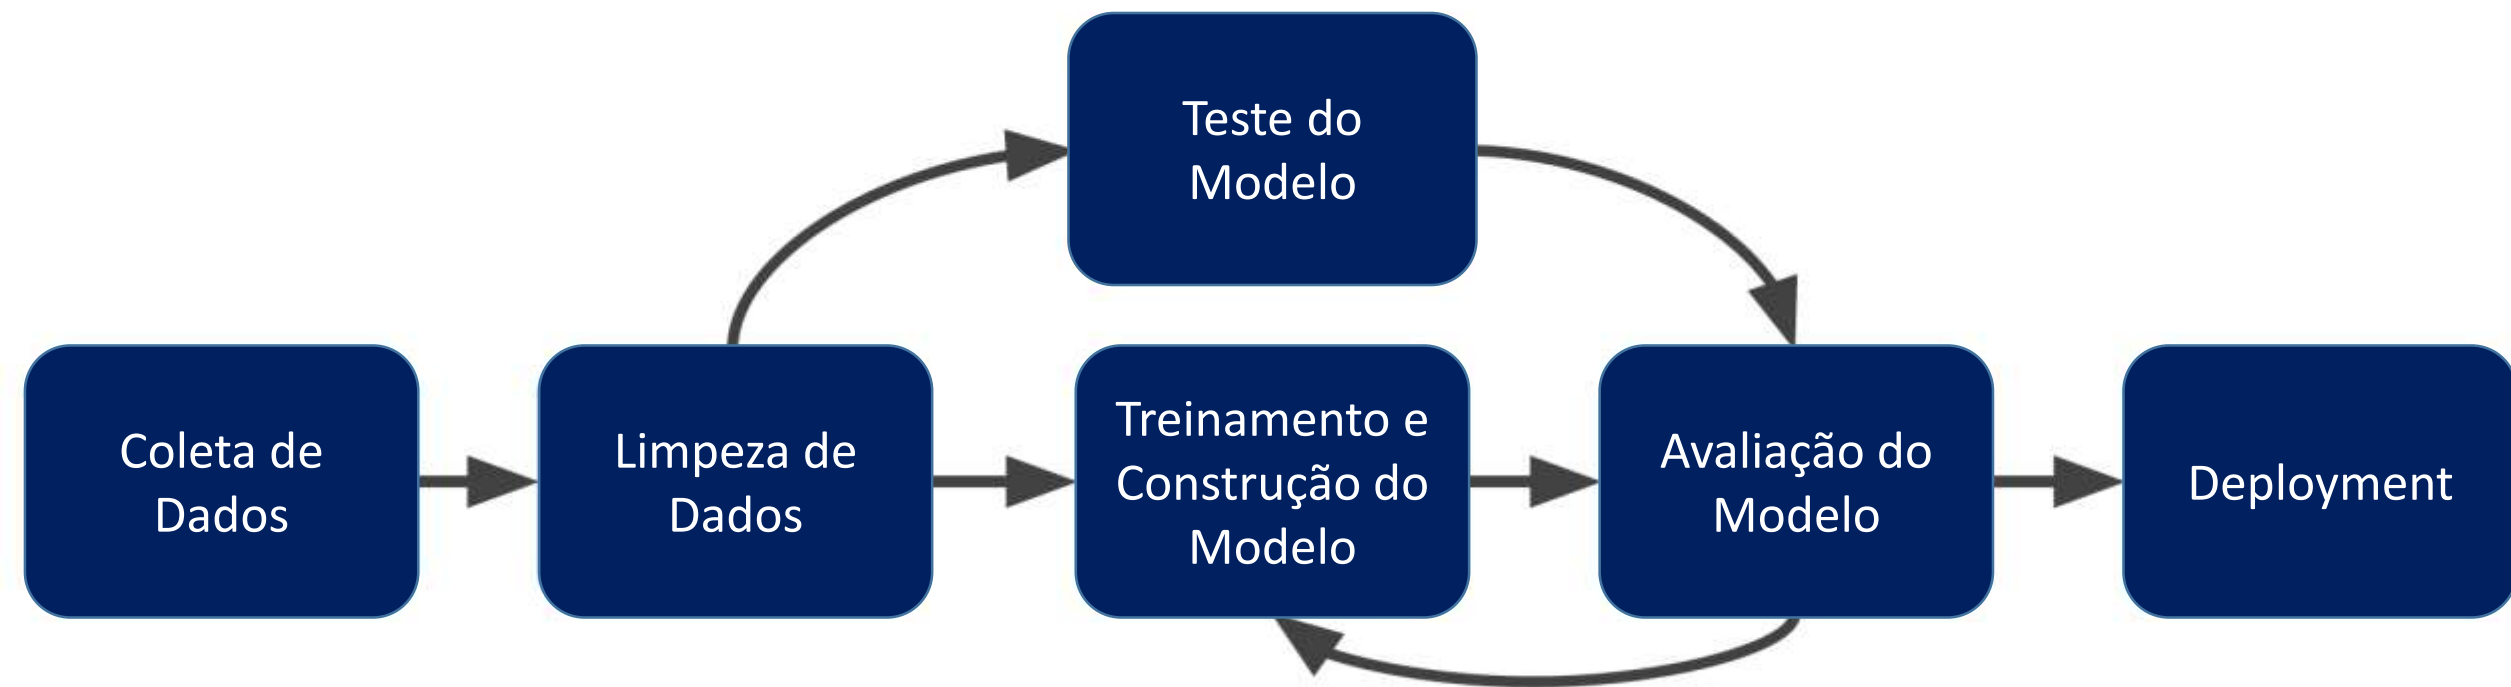 Teste do
Modelo
Coleta de
Dados
Limpeza de
Dados
Treinamento e
Construção do
Modelo
Avaliação do
Modelo
Deployment